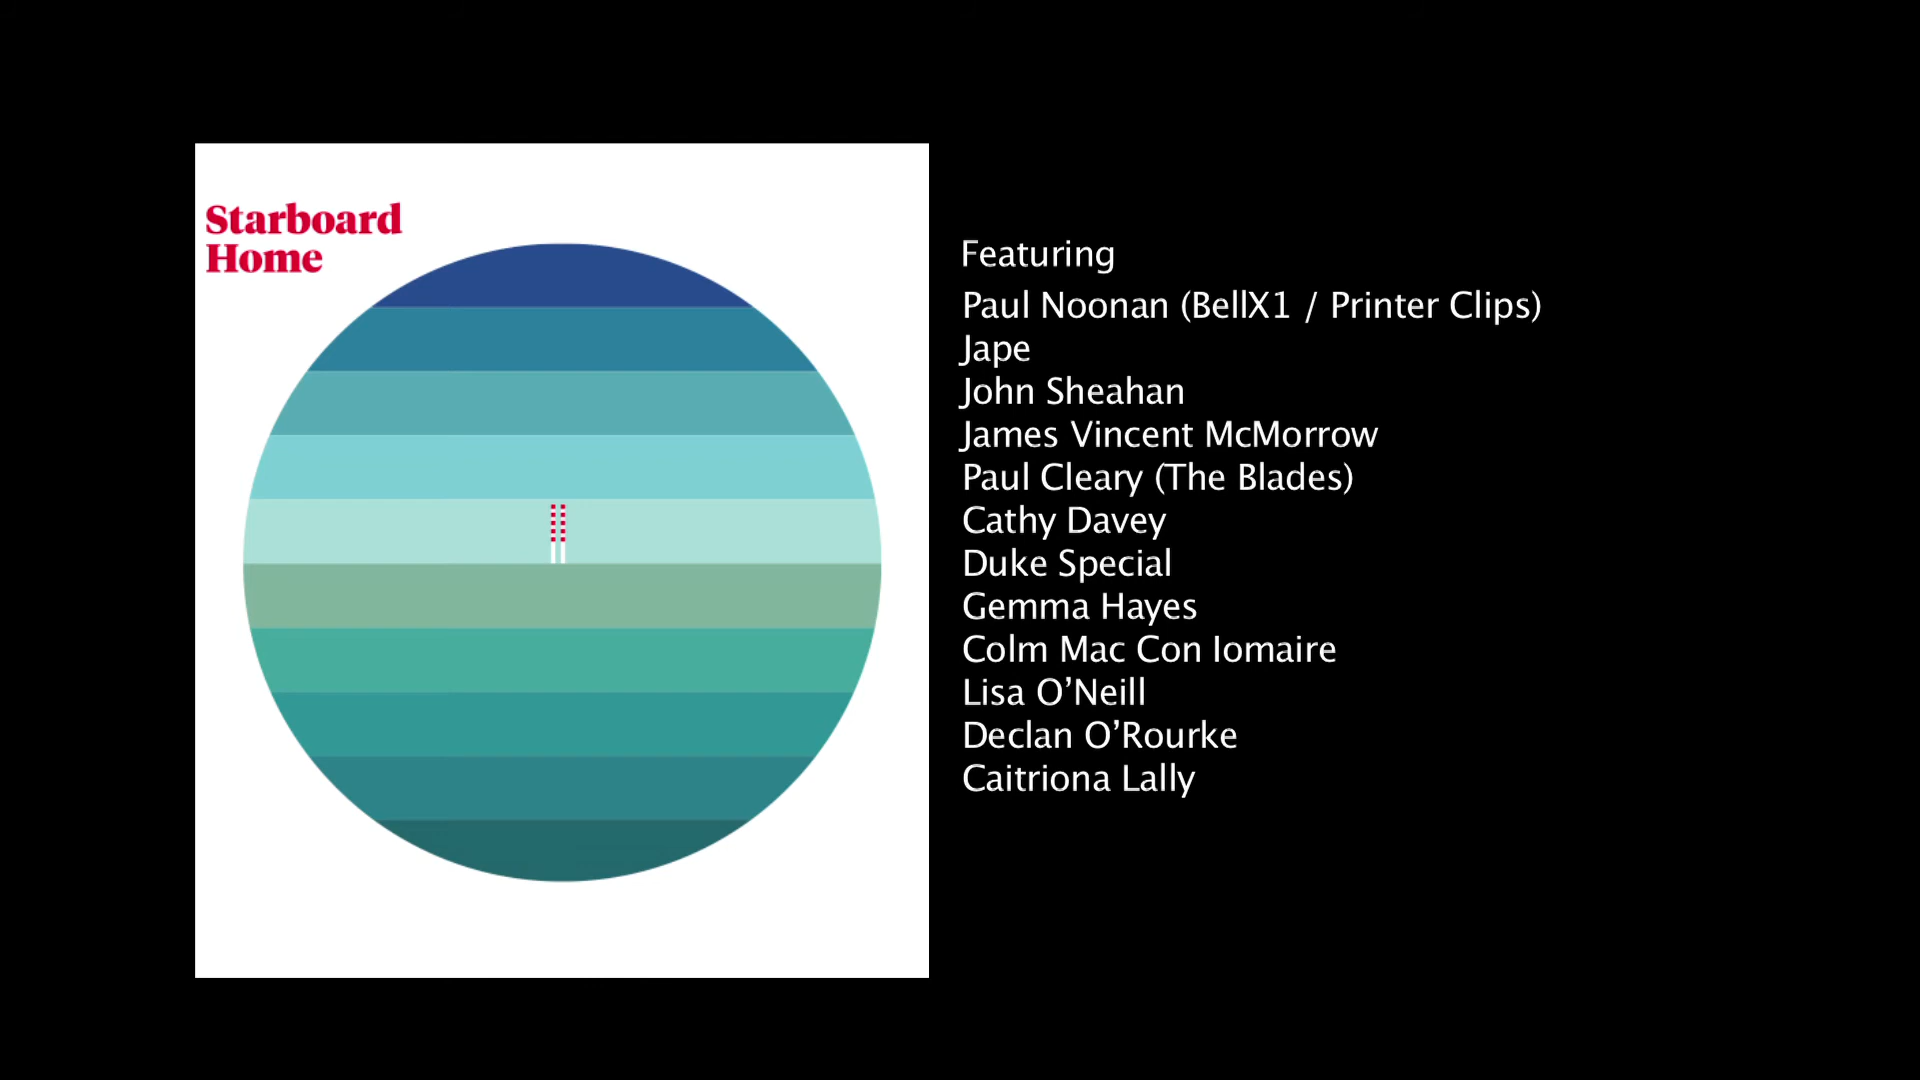 Starboard
Home
Featuring
Paul Noonan (BellX1 / Printer Clips)
Jape
John Sheahan
James Vincent McMorrow
Paul Cleary (The Blades)
Cathy Davey
Duke Special
Gemma Hayes
Colm Mac Con Iomaire
Lisa O’Neill
Declan O’Rourke
Caitriona Lally